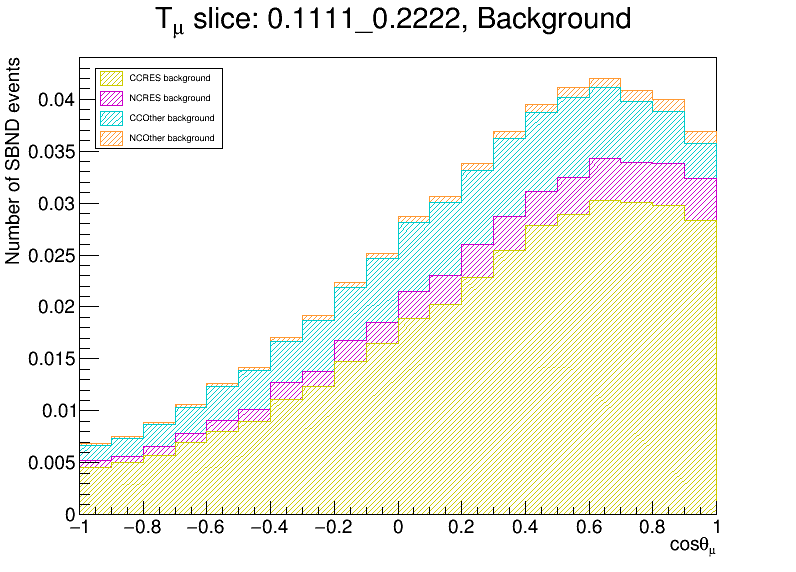 Tμ slice: 0.1111_0.2222, Background
Number of SBND events
CCRES background
NCRES background
CCOther background
NCOther background
0.04
0.035
0.03
0.025
0.02
0.015
0.01
0.005
0
−1 −0.8 −0.6 −0.4 −0.2 0 0.2 0.4 0.6 0.8 1
cosθμ